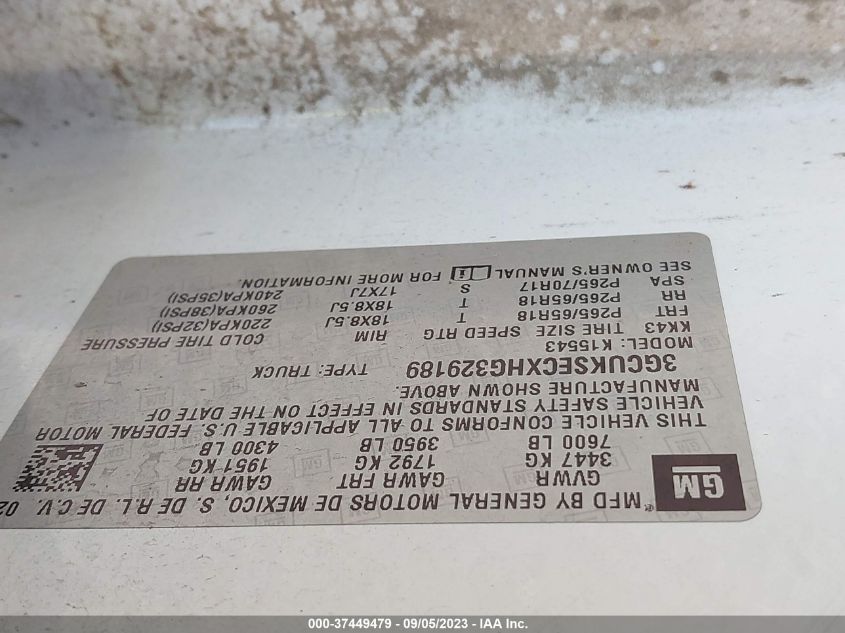 GM
MFD BY GENERAL MOTORS DE MEXICO, S. DE R.L. DE C.V.
GVWR GAWR FRT GAWR RR
3447 KG 1792 KG 1951 KG
7600 LB 3950 LB 4300 LB
THIS VEHICLE CONFORMS TO ALL APPLICABLE U.S. FEDERAL MOTOR
VEHICLE SAFETY STANDARDS IN EFFECT ON THE DATE OF
MANUFACTURE SHOWN ABOVE.
3GCUKSECXHG329189 TYPE: TRUCK
MODEL: K15543
KK43 TIRE SIZE SPEED RTG RIM COLD TIRE PRESSURE
FRT P265/65R18 T 18X8.5J 220KPA(32PSI)
RR P265/65R18 T 18X8.5J 260KPA(38PSI)
SPA P265/70R17 S 17X7J 240KPA(35PSI)
SEE OWNER'S MANUAL i FOR MORE INFORMATION.
000-37449479 - 09/05/2023 - IAA Inc.